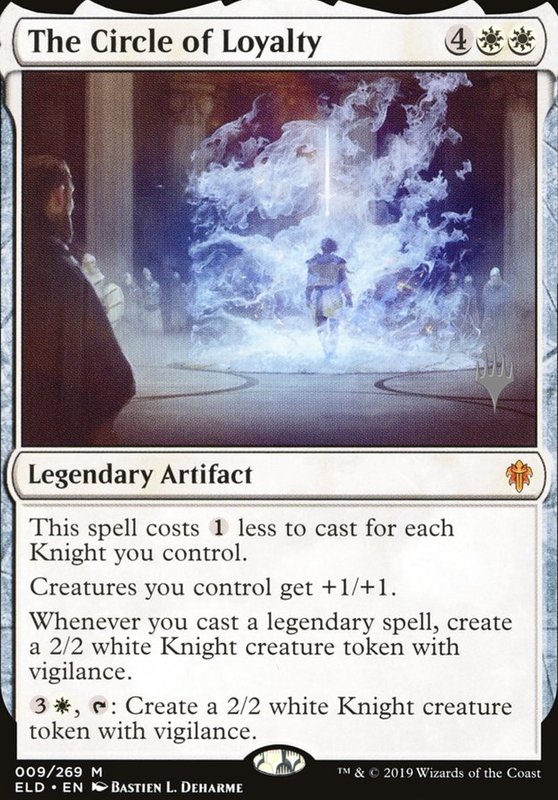 The Circle of Loyalty 4
Legendary Artifact
This spell costs 1 less to cast for each
Knight you control.
Creatures you control get +1/+1.
Whenever you cast a legendary spell, create
a 2/2 white Knight creature token with
vigilance.
3 , : Create a 2/2 white Knight creature
token with vigilance.
009/269 M
ELD • EN Bastien L. Deharme
™ & © 2019 Wizards of the Coast